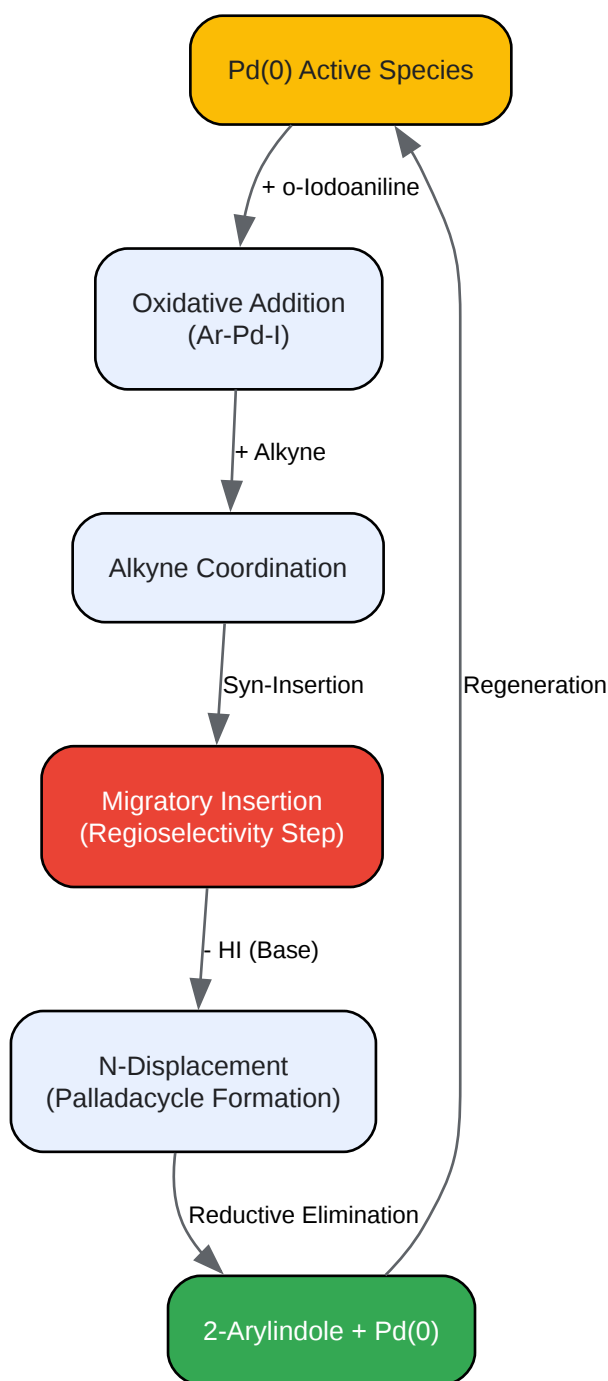 Pd(0) Active Species
+ o-Iodoaniline
Oxidative Addition
(Ar-Pd-I)
+ Alkyne
Alkyne Coordination
Syn-Insertion
Regeneration
Migratory Insertion
(Regioselectivity Step)
- HI (Base)
N-Displacement
(Palladacycle Formation)
Reductive Elimination
2-Arylindole + Pd(0)